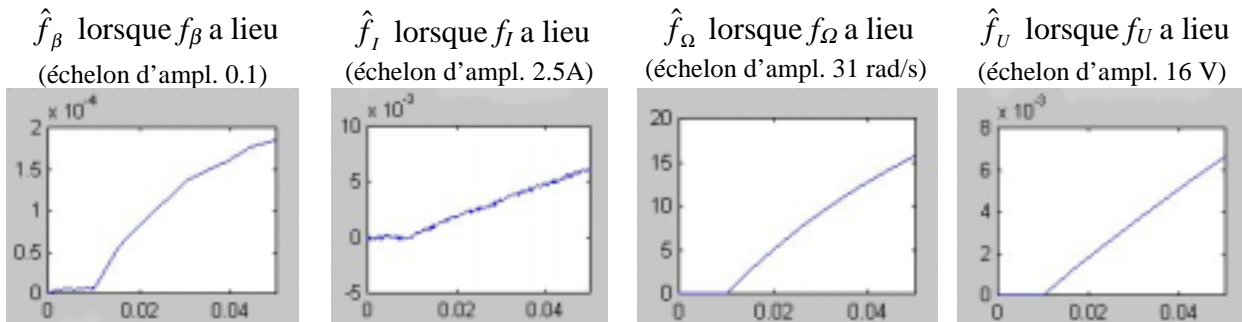 f̂β lorsque fβ a lieu
(échelon d'ampl. 0.1)
x 10⁻⁴
2
1.5
1
0.5
0
0
0.02
0.04
f̂I lorsque fI a lieu
(échelon d'ampl. 2.5A)
x 10⁻³
10
5
0
-5
0
0.02
0.04
f̂Ω lorsque fΩ a lieu
(échelon d'ampl. 31 rad/s)
20
15
10
5
0
0
0.02
0.04
f̂U lorsque fU a lieu
(échelon d'ampl. 16 V)
x 10⁻³
8
6
4
2
0
0
0.02
0.04